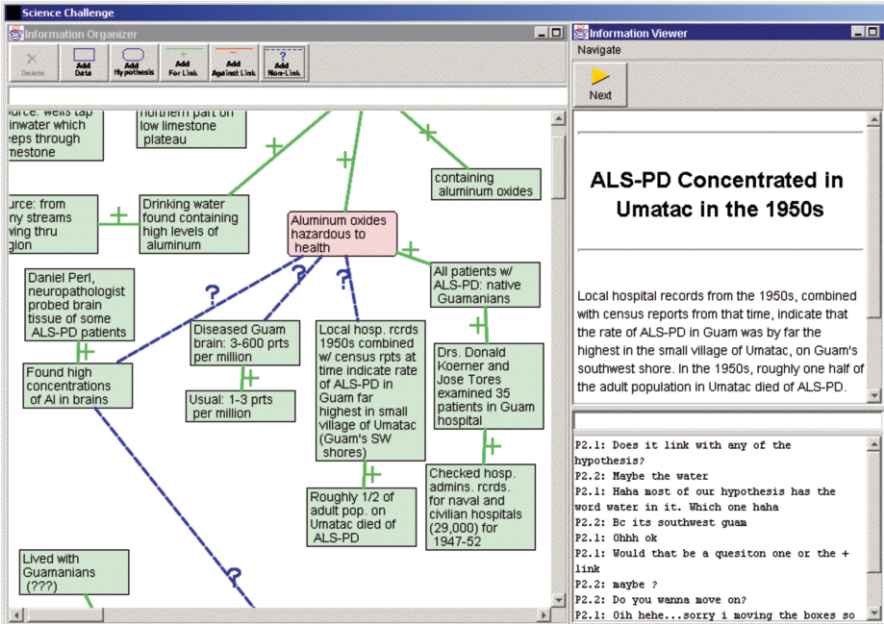 Science Challenge
Information Organizer
Delete
Add
Data
Add
Hypothesis
Add
For Link
Add
Against Link
?
Add
Non-Link
wells tap
inwater which
eeps through
mestone
northern part on
low limestone
plateau
from
ny streams
wing thru
gion
Drinking water
found containing
high levels of
aluminum
containing
aluminum oxides
Aluminum oxides
hazardous to
health
Daniel Perl,
neuropathologist
probed brain
tissue of some
ALS-PD patients
Found high
concentrations
of Al in brains
Diseased Guam
brain: 3-600 prts
per million
Usual: 1-3 prts
per million
Local hosp. rcrds
1950s combined
w/ census rpts at
time indicate rate
of ALS-PD in
Guam far
highest in small
village of Umatac
(Guam's SW
shores)
Roughly 1/2 of
adult pop. on
Umatac died of
ALS-PD
All patients w/
ALS-PD: native
Guamanians
Drs. Donald
Koerner and
Jose Tores
examined 35
patients in Guam
hospital
Checked hosp.
admins. rcrds.
for naval and
civilian hospitals
(29,000) for
1947-52
Lived with
Guamanians
(???)
?
?
?
?
Information Viewer
Navigate
Next
ALS-PD Concentrated in
Umatac in the 1950s
Local hospital records from the 1950s, combined
with census reports from that time, indicate that
the rate of ALS-PD in Guam was by far the
highest in the small village of Umatac, on Guam's
southwest shore. In the 1950s, roughly one half of
the adult population in Umatac died of ALS-PD.
P2.1: Does it link with any of the
hypothesis?
P2.2: Maybe the water
P2.1: Haha most of our hypothesis has the
word water in it. Which one haha
P2.2: Bc its southwest guam
P2.1: Ohhh ok
P2.1: Would that be a quesiton one or the +
link
P2.2: maybe ?
P2.2: Do you wanna move on?
P2.1: Oih hehe...sorry i moving the boxes so